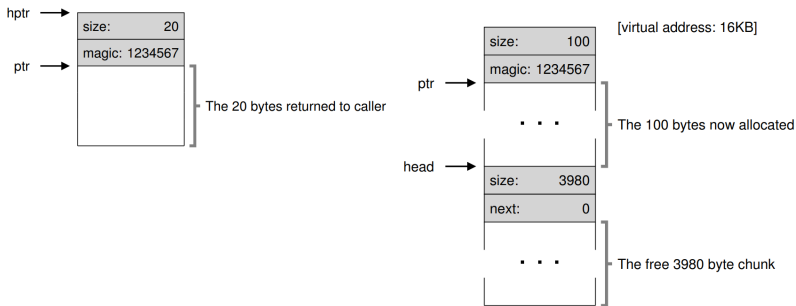 hptr
size: 20
magic: 1234567
ptr
The 20 bytes returned to caller
[virtual address: 16KB]
size: 100
magic: 1234567
ptr
. . .
The 100 bytes now allocated
head
size: 3980
next: 0
. . .
The free 3980 byte chunk